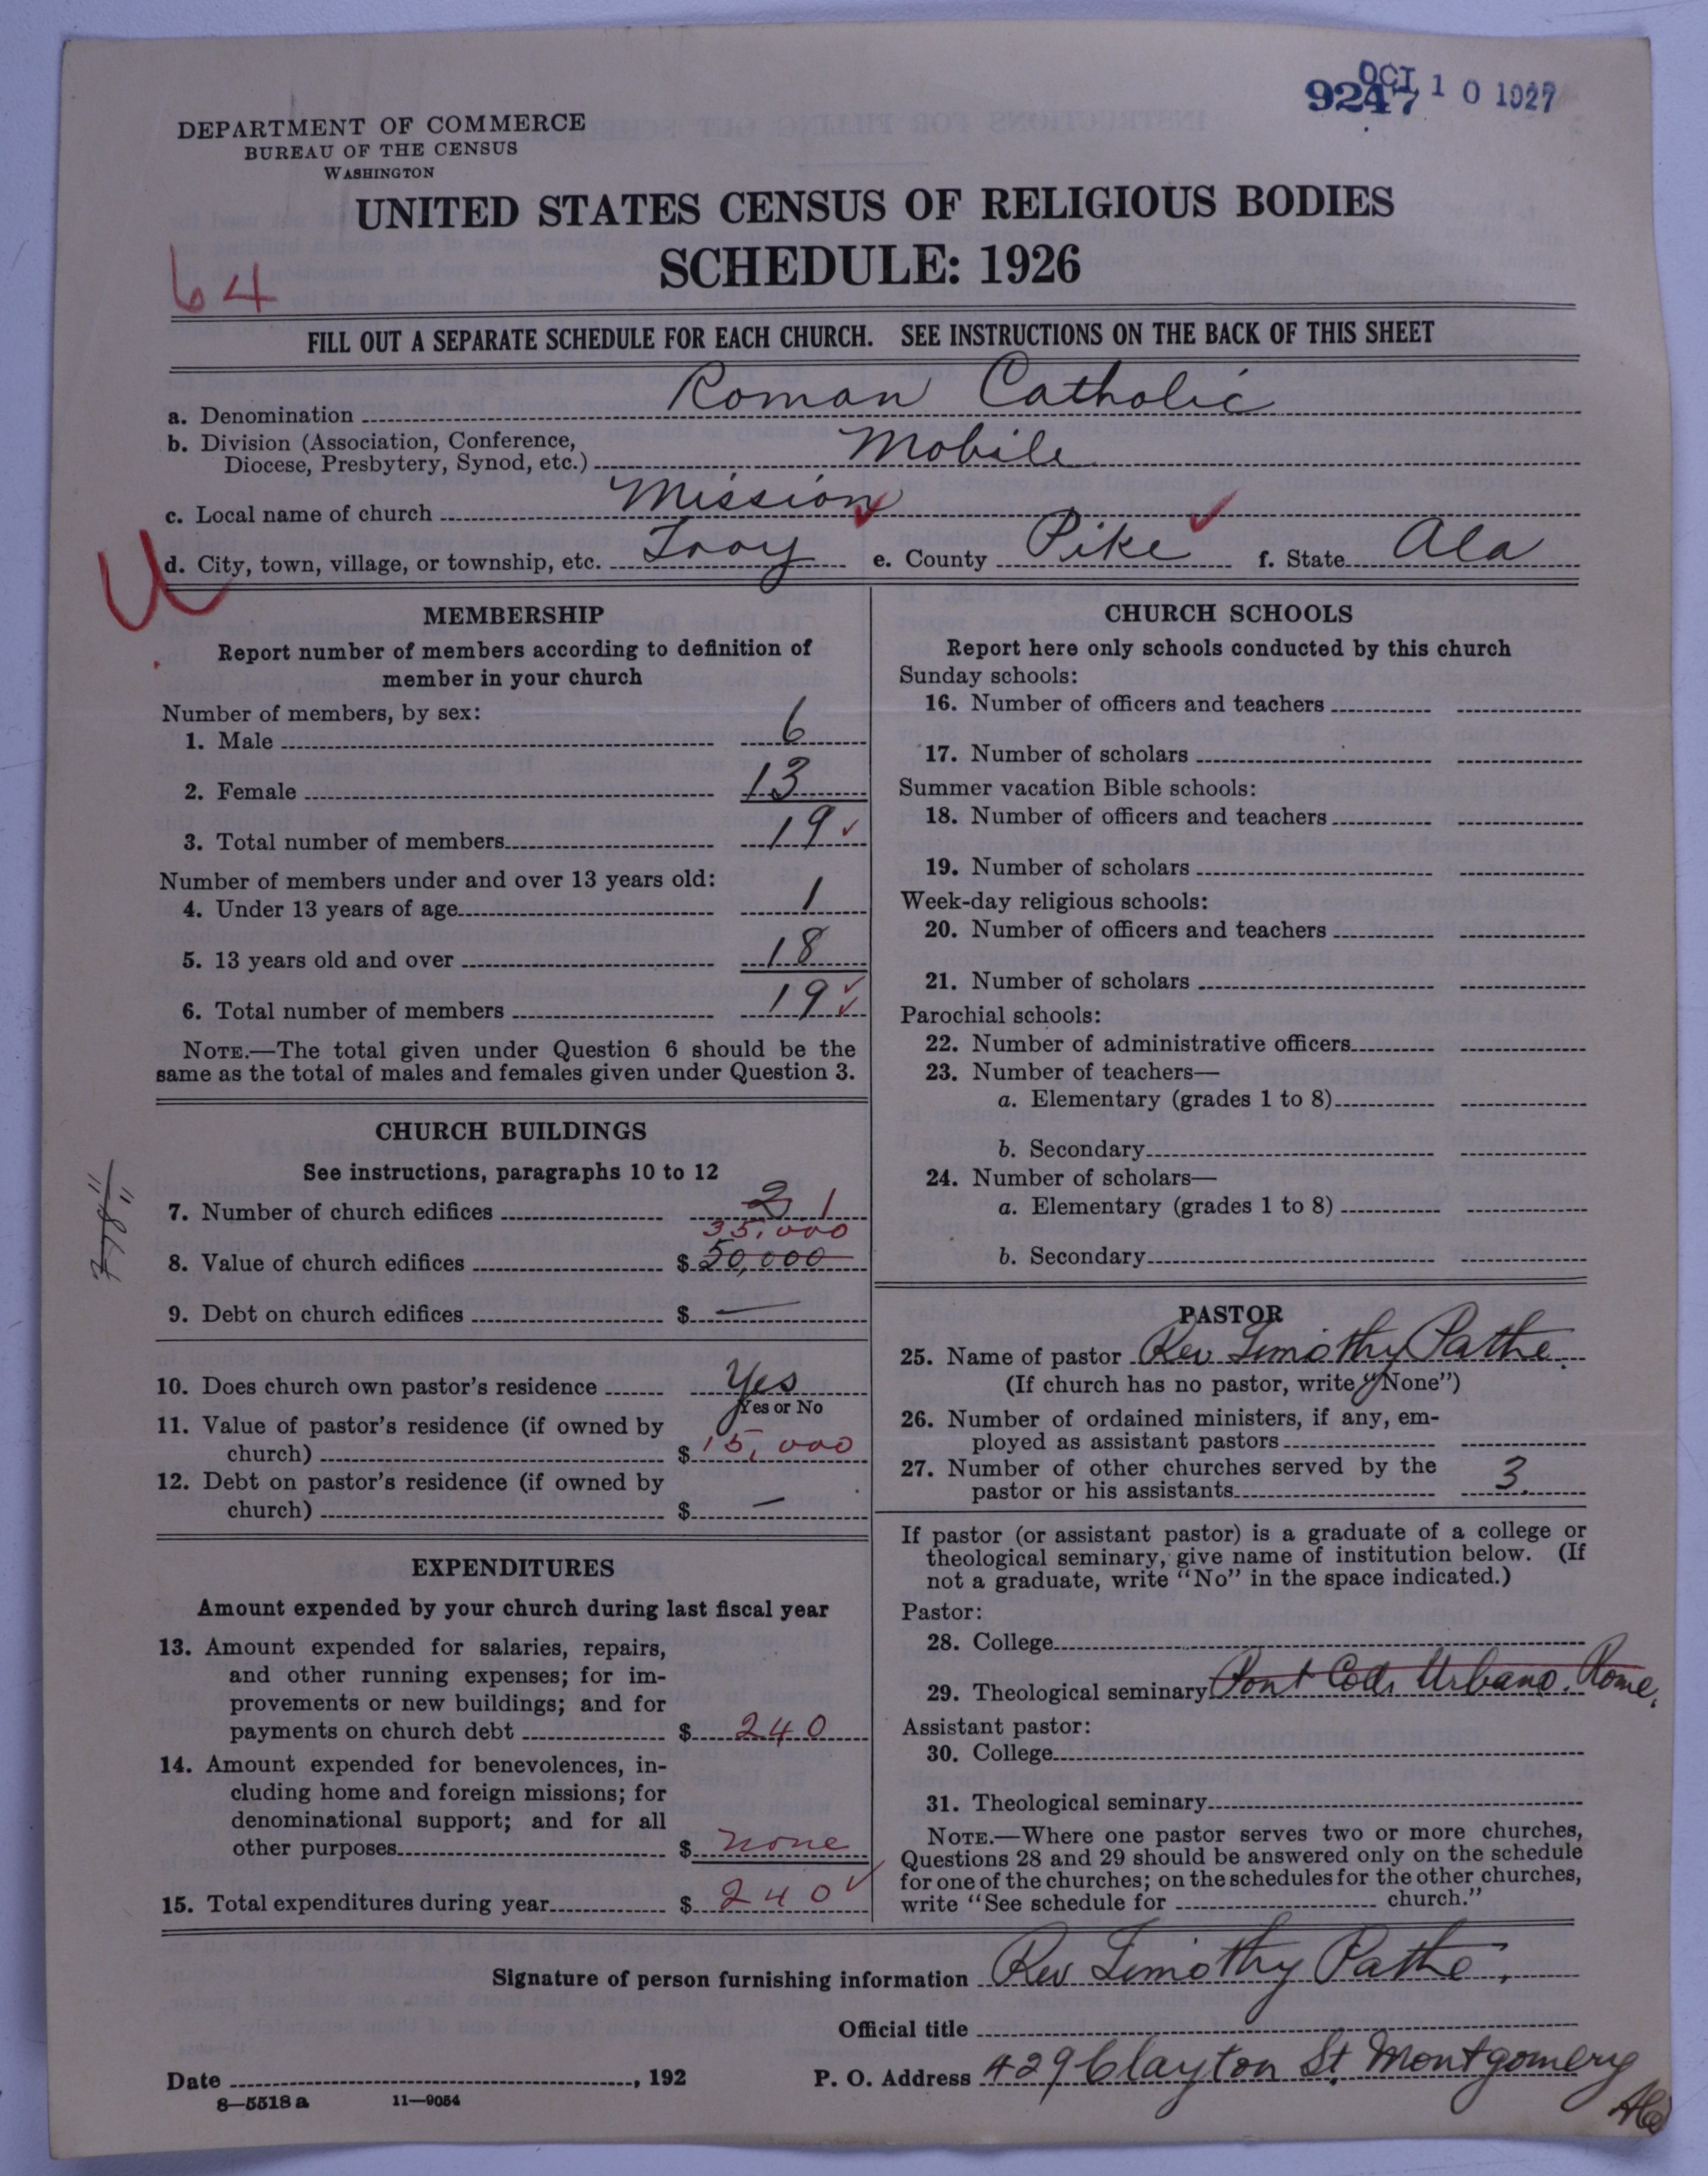 9247 OCT 10 1927
DEPARTMENT OF COMMERCE
BUREAU OF THE CENSUS
WASHINGTON
UNITED STATES CENSUS OF RELIGIOUS BODIES
SCHEDULE: 1926
64
FILL OUT A SEPARATE SCHEDULE FOR EACH CHURCH. SEE INSTRUCTIONS ON THE BACK OF THIS SHEET
a. Denomination Roman Catholic
b. Division (Association, Conference,
Diocese, Presbytery, Synod, etc.) Mobile
c. Local name of church Mission
d. City, town, village, or township, etc. Troy e. County Pike f. State Ala
MEMBERSHIP
Report number of members according to definition of
member in your church
Number of members, by sex:
1. Male 6
2. Female 13
3. Total number of members 19
Number of members under and over 13 years old:
4. Under 13 years of age 1
5. 13 years old and over 18
6. Total number of members 19
NOTE.—The total given under Question 6 should be the
same as the total of males and females given under Question 3.
CHURCH BUILDINGS
See instructions, paragraphs 10 to 12
7. Number of church edifices 2 1
35,000
8. Value of church edifices $ 50,000
9. Debt on church edifices $ —
10. Does church own pastor's residence Yes
Yes or No
11. Value of pastor's residence (if owned by
church) $ 15,000
12. Debt on pastor's residence (if owned by
church) $ —
EXPENDITURES
Amount expended by your church during last fiscal year
13. Amount expended for salaries, repairs,
and other running expenses; for im-
provements or new buildings; and for
payments on church debt $ 240
14. Amount expended for benevolences, in-
cluding home and foreign missions; for
denominational support; and for all
other purposes $ none
15. Total expenditures during year $ 240
CHURCH SCHOOLS
Report here only schools conducted by this church
Sunday schools:
16. Number of officers and teachers
17. Number of scholars
Summer vacation Bible schools:
18. Number of officers and teachers
19. Number of scholars
Week-day religious schools:
20. Number of officers and teachers
21. Number of scholars
Parochial schools:
22. Number of administrative officers
23. Number of teachers—
a. Elementary (grades 1 to 8)
b. Secondary
24. Number of scholars—
a. Elementary (grades 1 to 8)
b. Secondary
PASTOR
25. Name of pastor Rev Timothy Pathe.
(If church has no pastor, write "None")
26. Number of ordained ministers, if any, em-
ployed as assistant pastors
27. Number of other churches served by the
pastor or his assistants 3.
If pastor (or assistant pastor) is a graduate of a college or
theological seminary, give name of institution below. (If
not a graduate, write "No" in the space indicated.)
Pastor:
28. College
29. Theological seminary Pont Coll. Urbano. Rome.
Assistant pastor:
30. College
31. Theological seminary
NOTE.—Where one pastor serves two or more churches,
Questions 28 and 29 should be answered only on the schedule
for one of the churches; on the schedules for the other churches,
write "See schedule for church."
Signature of person furnishing information Rev Timothy Pathe.
Official title
Date , 192 P. O. Address 429 Clayton St. Montgomery
Ala
8—5518 a 11—9054